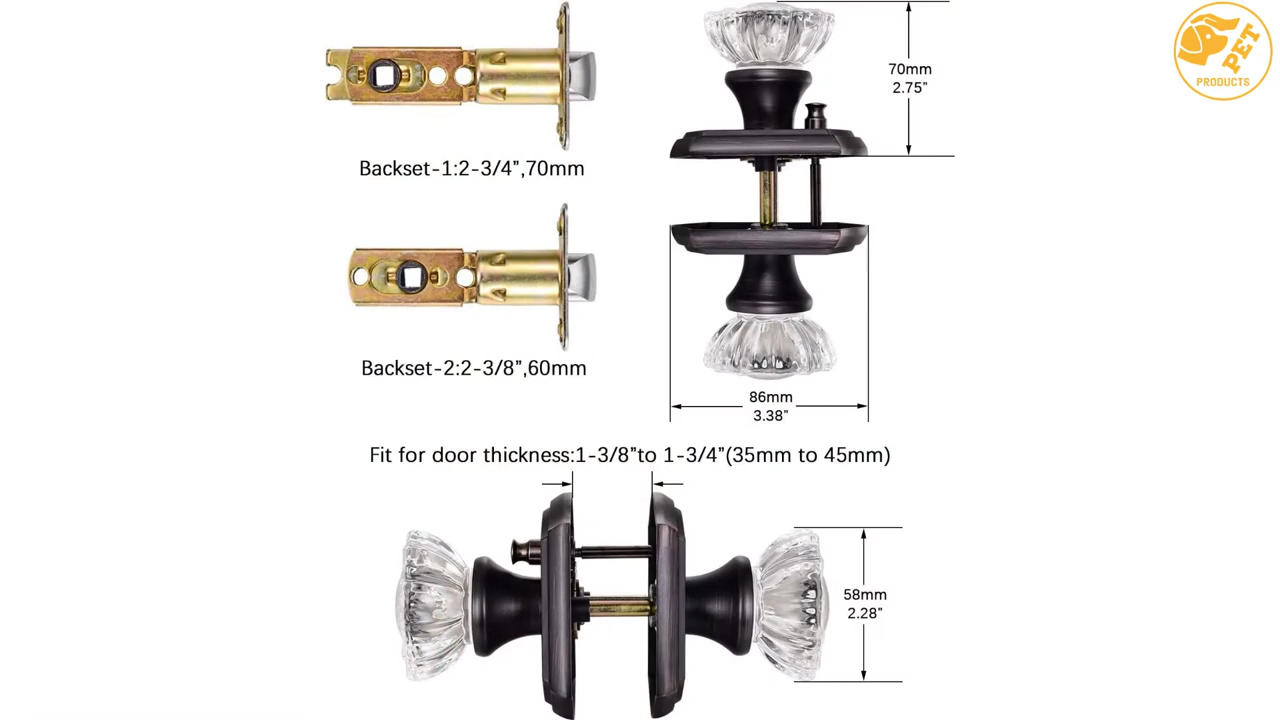 PET
PRODUCTS
70mm
2.75”
Backset-1:2-3/4”,70mm
Backset-2:2-3/8”,60mm
86mm
3.38”
Fit for door thickness:1-3/8”to 1-3/4”(35mm to 45mm)
58mm
2.28”